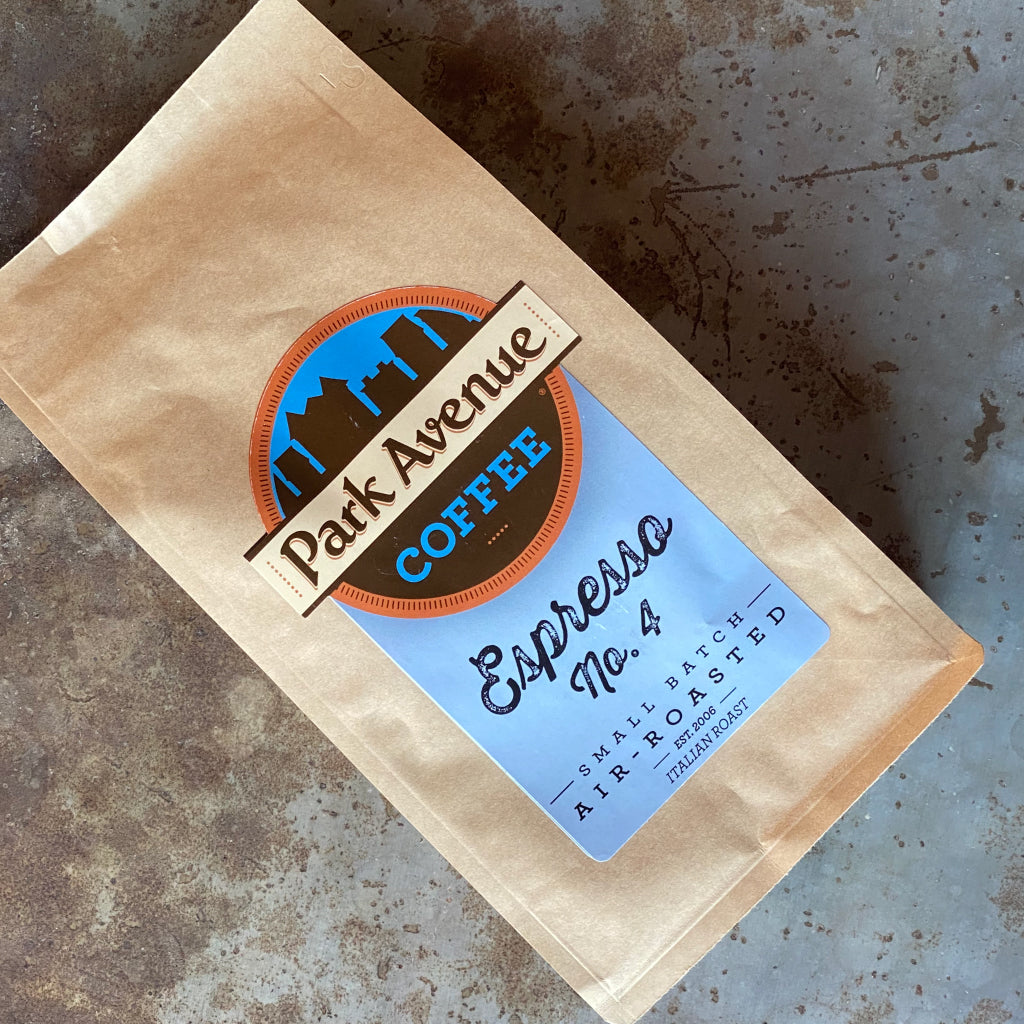 Park Avenue
®
COFFEE
Espresso
No. 4
SMALL BATCH
AIR-ROASTED
EST. 2006
ITALIAN ROAST